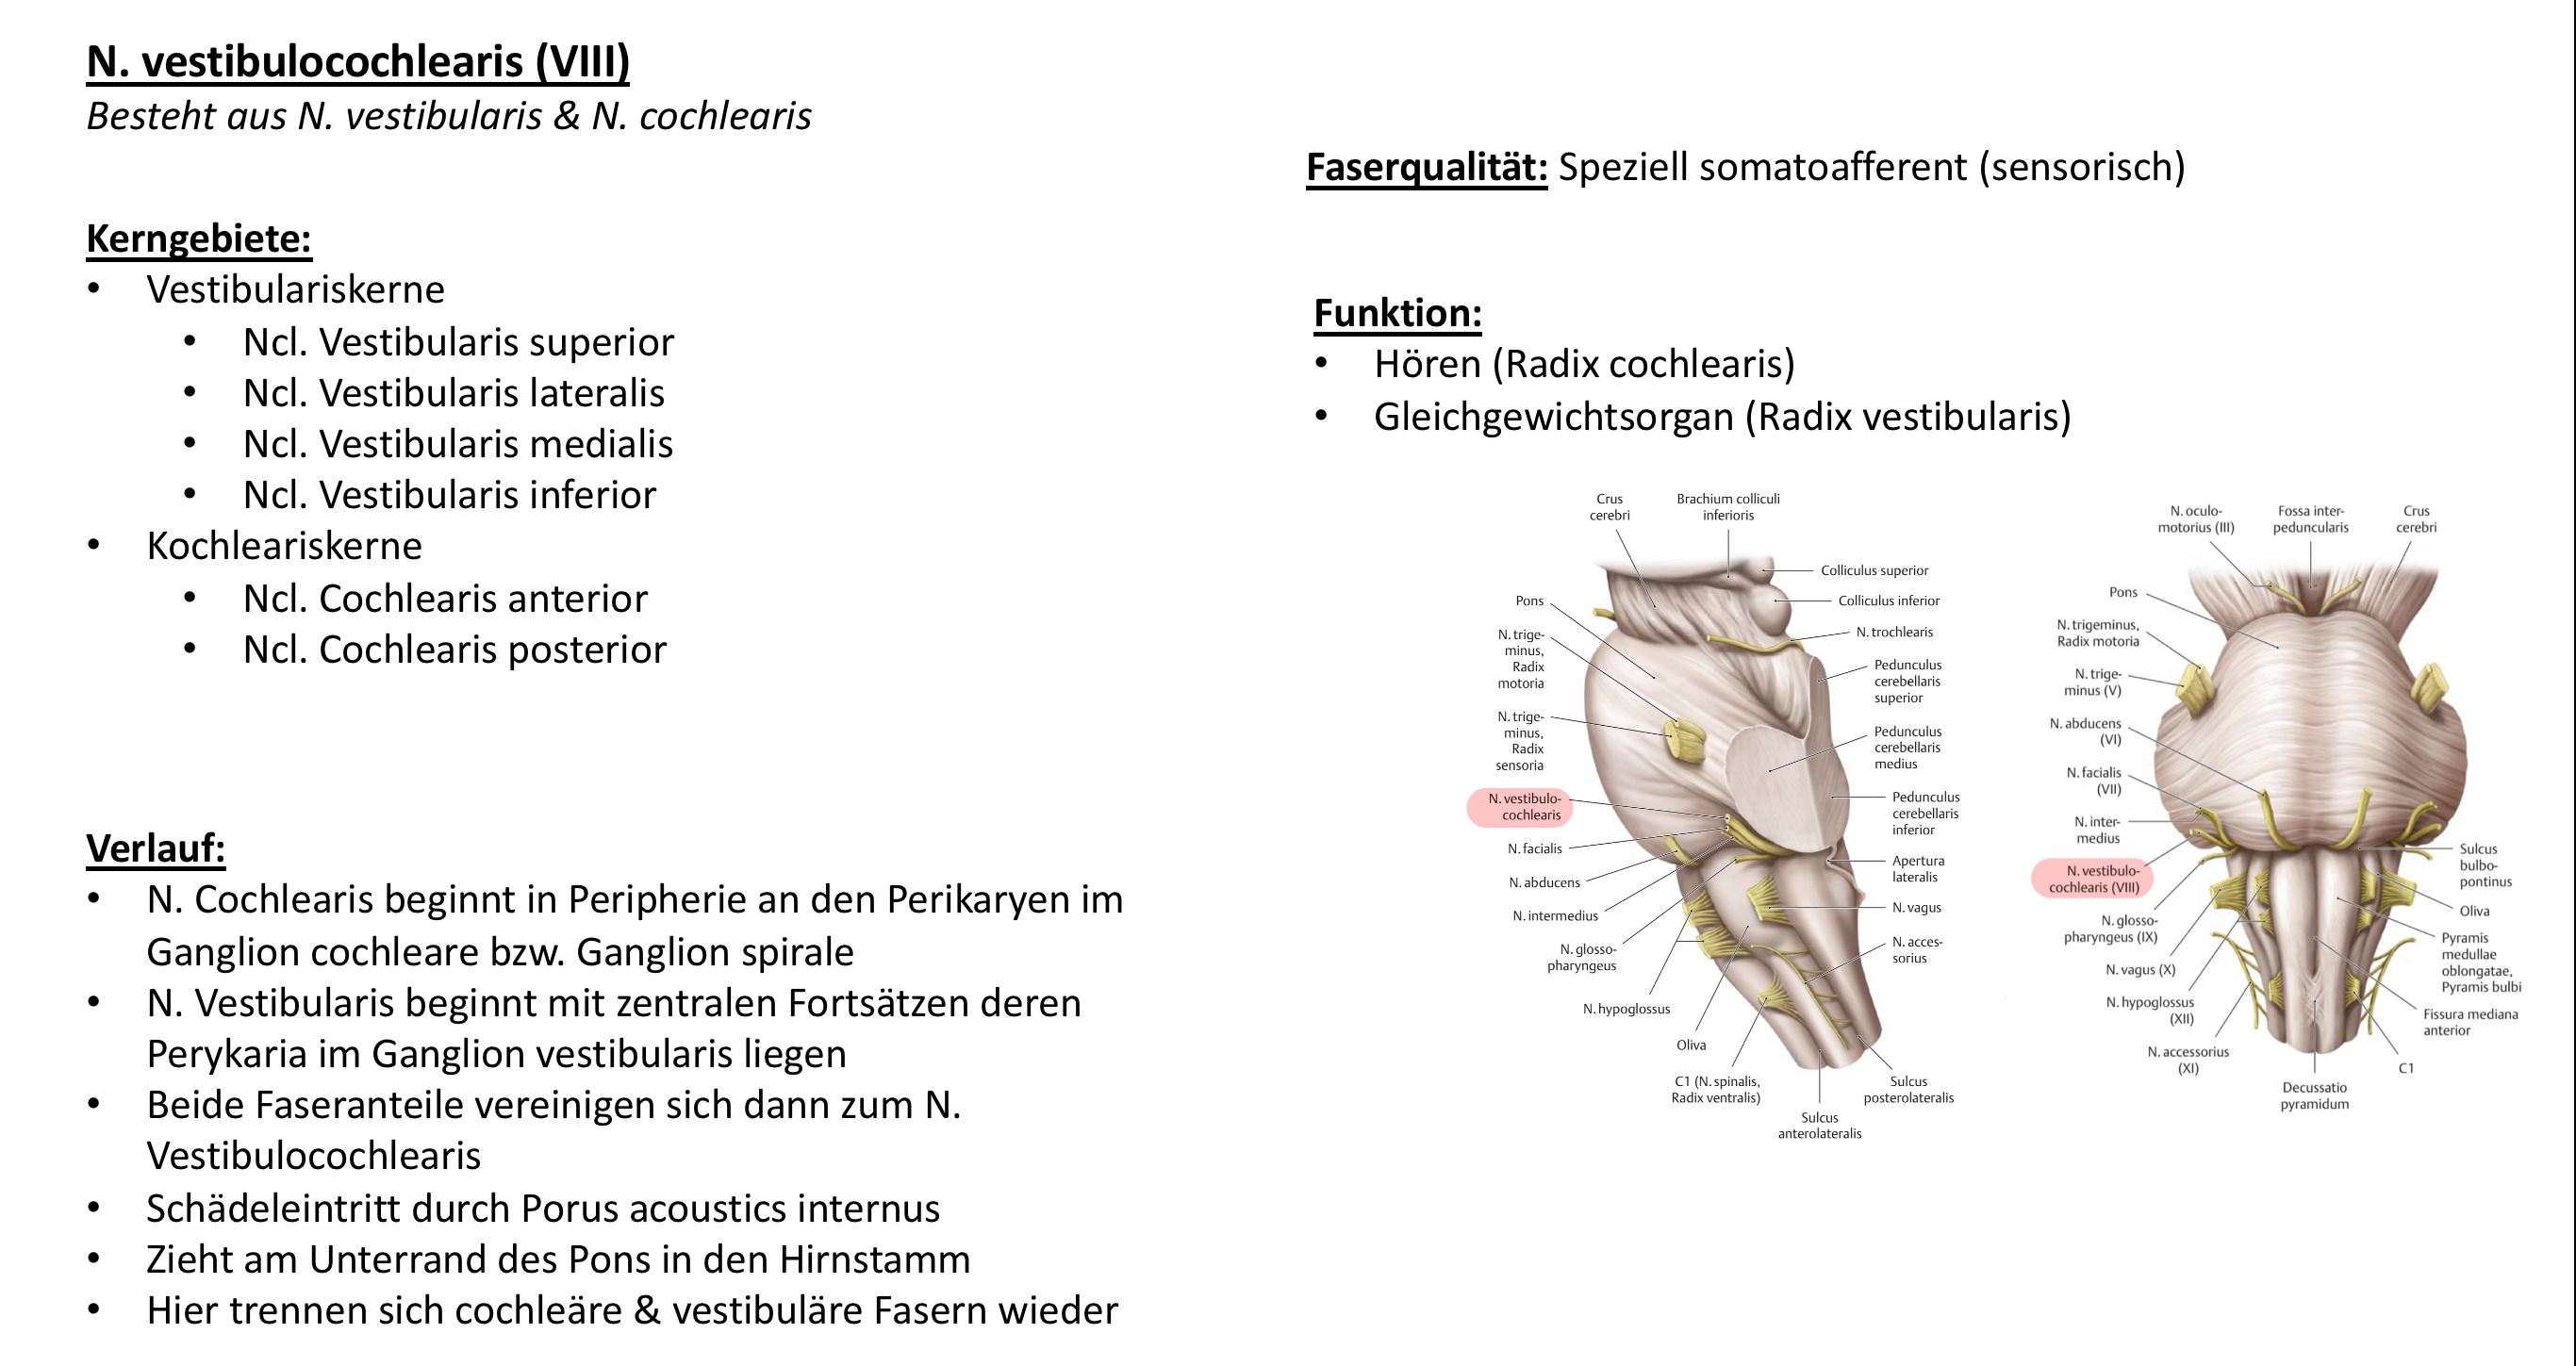 N. vestibulocochlearis (VIII)
Besteht aus N. vestibularis & N. cochlearis
Kerngebiete:
• Vestibulariskerne
• Ncl. Vestibularis superior
• Ncl. Vestibularis lateralis
• Ncl. Vestibularis medialis
• Ncl. Vestibularis inferior
• Kochleariskerne
• Ncl. Cochlearis anterior
• Ncl. Cochlearis posterior
Verlauf:
• N. Cochlearis beginnt in Peripherie an den Perikaryen im
Ganglion cochleare bzw. Ganglion spirale
• N. Vestibularis beginnt mit zentralen Fortsätzen deren
Perykaria im Ganglion vestibularis liegen
• Beide Faseranteile vereinigen sich dann zum N.
Vestibulocochlearis
• Schädeleintritt durch Porus acoustics internus
• Zieht am Unterrand des Pons in den Hirnstamm
• Hier trennen sich cochleäre & vestibuläre Fasern wieder
Faserqualität: Speziell somatoafferent (sensorisch)
Funktion:
• Hören (Radix cochlearis)
• Gleichgewichtsorgan (Radix vestibularis)
Crus
cerebri
Brachium colliculi
inferioris
Colliculus superior
Colliculus inferior
N. trochlearis
Pedunculus
cerebellaris
superior
Pedunculus
cerebellaris
medius
Pedunculus
cerebellaris
inferior
Apertura
lateralis
N. vagus
N. acces-
sorius
Sulcus
posterolateralis
Sulcus
anterolateralis
C1 (N. spinalis,
Radix ventralis)
Oliva
N. hypoglossus
N. glosso-
pharyngeus
N. intermedius
N. abducens
N. facialis
N. vestibulo-
cochlearis
N. trige-
minus,
Radix
sensoria
N. trige-
minus,
Radix
motoria
Pons
N. oculo-
motorius (III)
Fossa inter-
peduncularis
Crus
cerebri
Pons
N. trigeminus,
Radix motoria
N. trige-
minus (V)
N. abducens
(VI)
N. facialis
(VII)
N. inter-
medius
N. vestibulo-
cochlearis (VIII)
N. glosso-
pharyngeus (IX)
N. vagus (X)
N. hypoglossus
(XII)
N. accessorius
(XI)
Decussatio
pyramidum
C1
Fissura mediana
anterior
Pyramis
medullae
oblongatae,
Pyramis bulbi
Oliva
Sulcus
bulbo-
pontinus